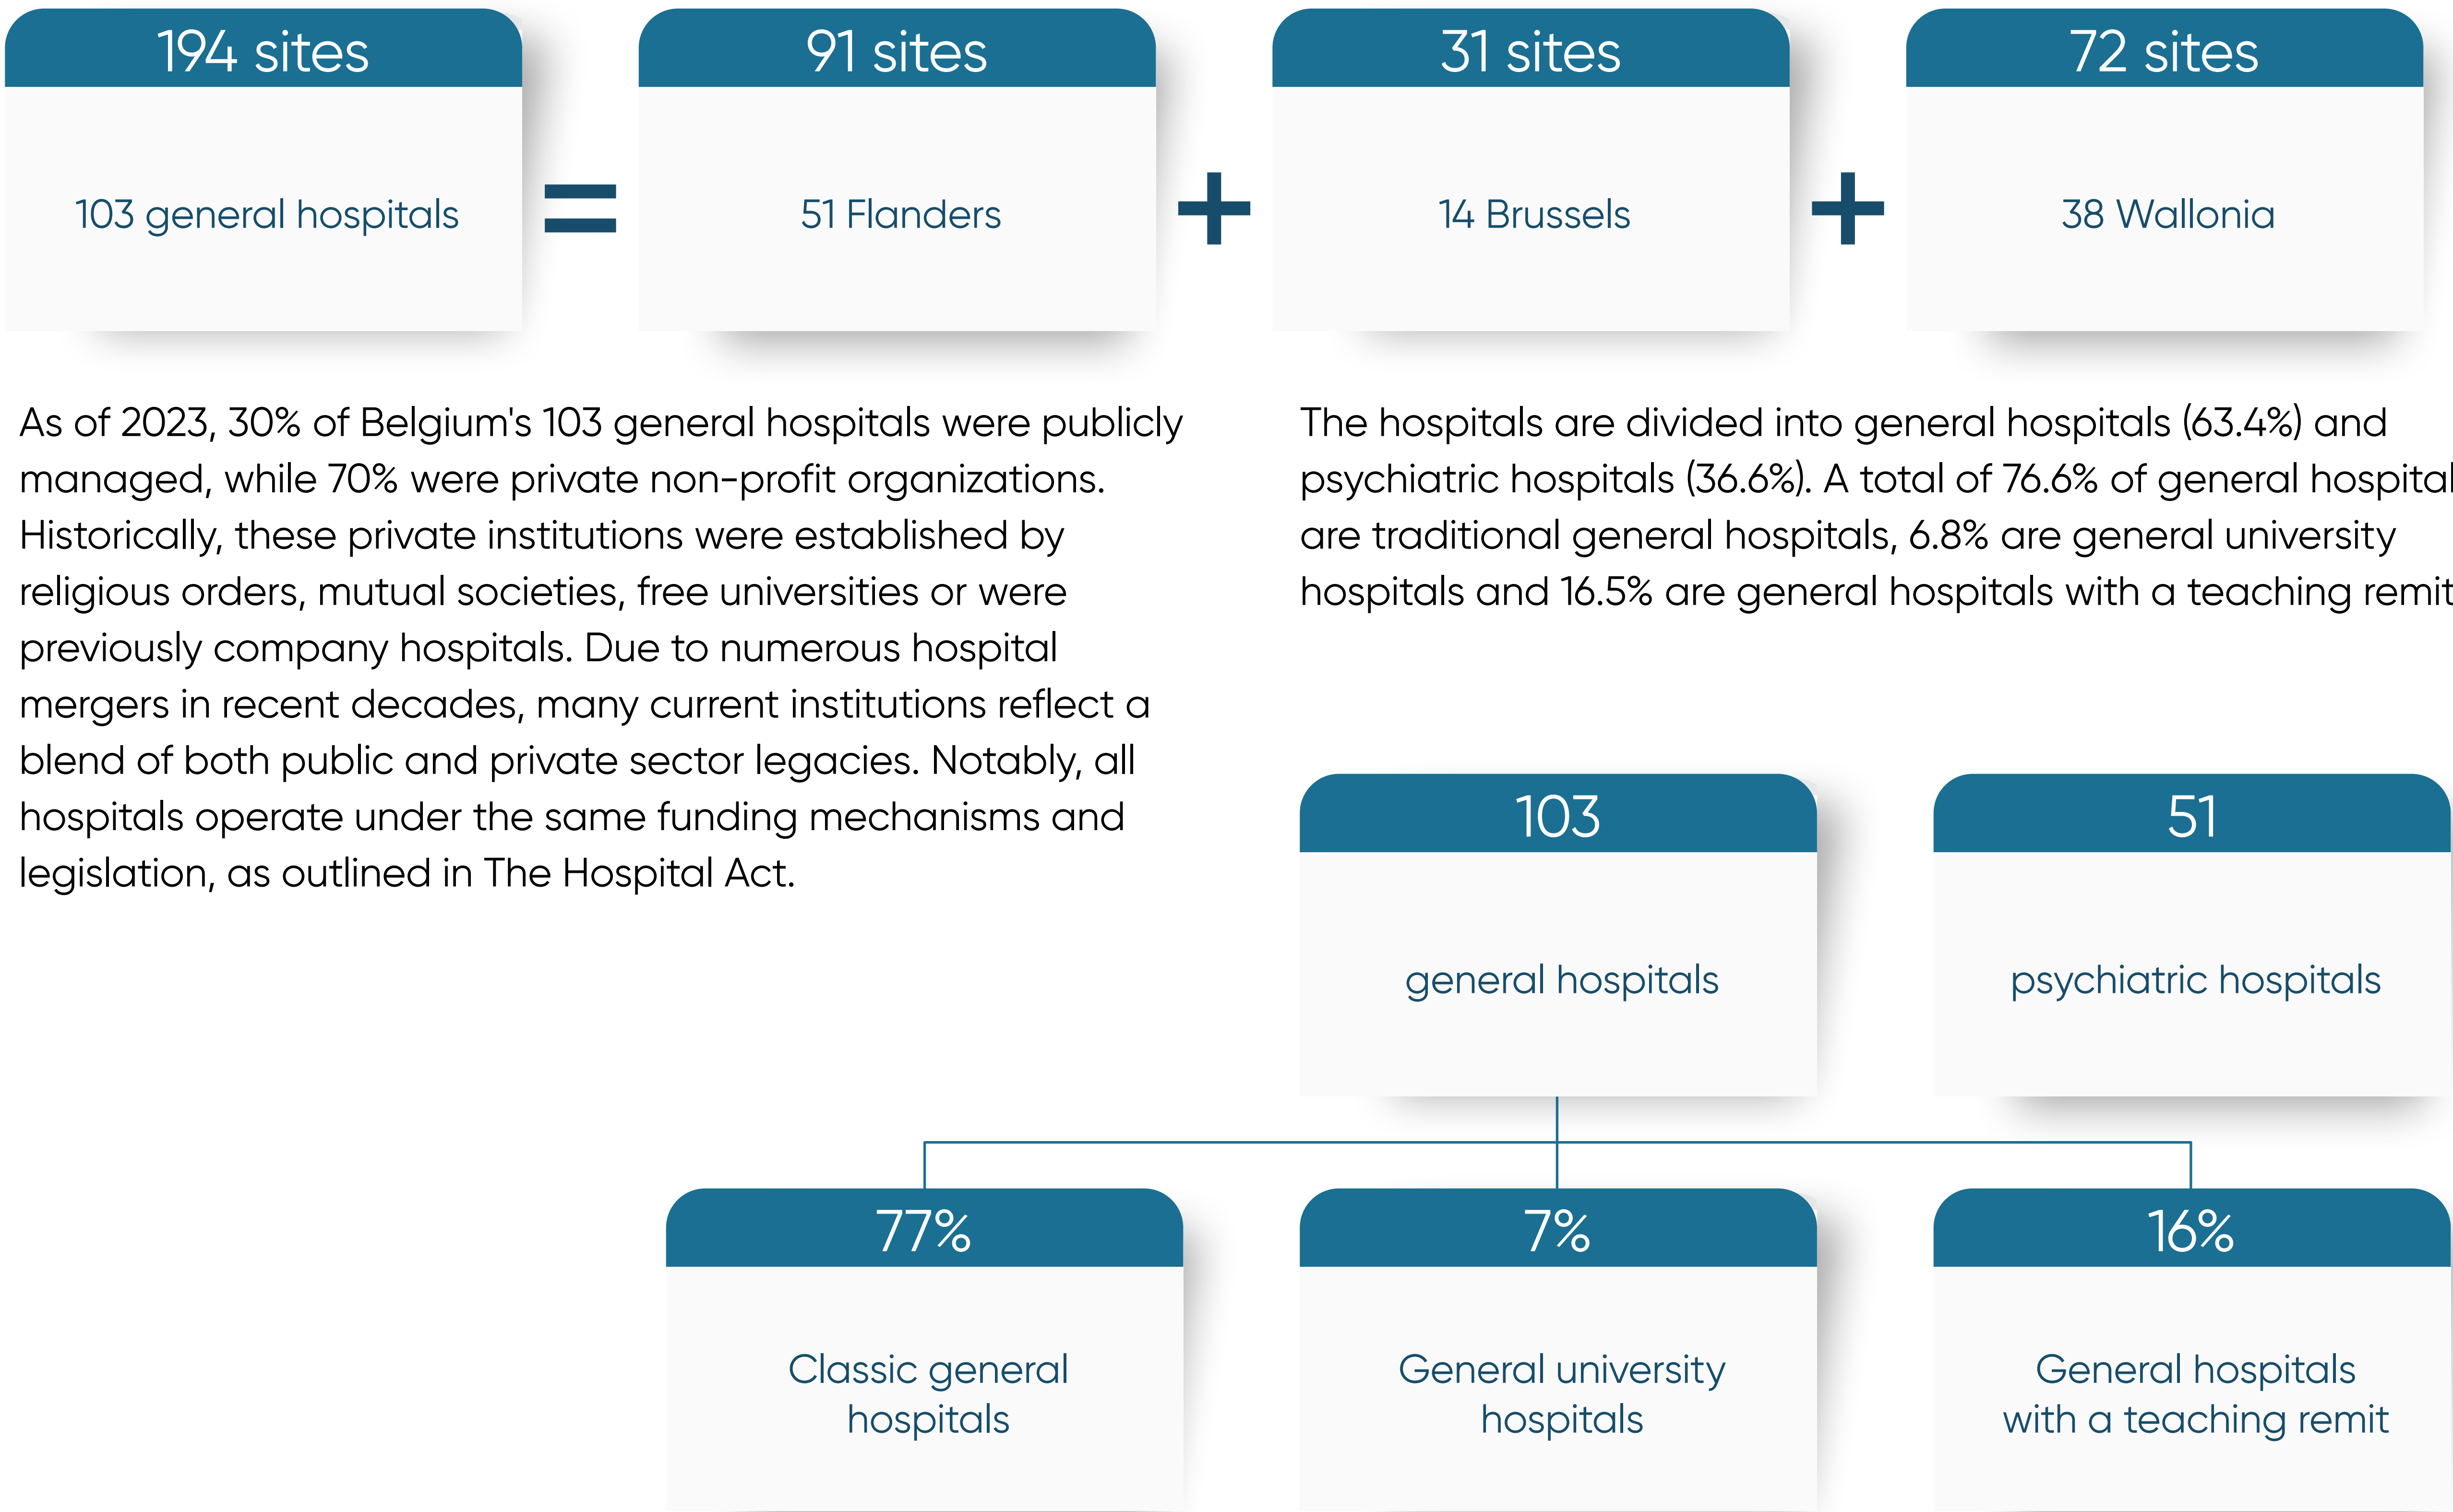 194 sites
103 general hospitals
=
91 sites
51 Flanders
+
31 sites
14 Brussels
+
72 sites
38 Wallonia
As of 2023, 30% of Belgium's 103 general hospitals were publicly
managed, while 70% were private non-profit organizations.
Historically, these private institutions were established by
religious orders, mutual societies, free universities or were
previously company hospitals. Due to numerous hospital
mergers in recent decades, many current institutions reflect a
blend of both public and private sector legacies. Notably, all
hospitals operate under the same funding mechanisms and
legislation, as outlined in The Hospital Act.
The hospitals are divided into general hospitals (63.4%) and
psychiatric hospitals (36.6%). A total of 76.6% of general hospital
are traditional general hospitals, 6.8% are general university
hospitals and 16.5% are general hospitals with a teaching remit
103
general hospitals
51
psychiatric hospitals
77%
Classic general
hospitals
7%
General university
hospitals
16%
General hospitals
with a teaching remit